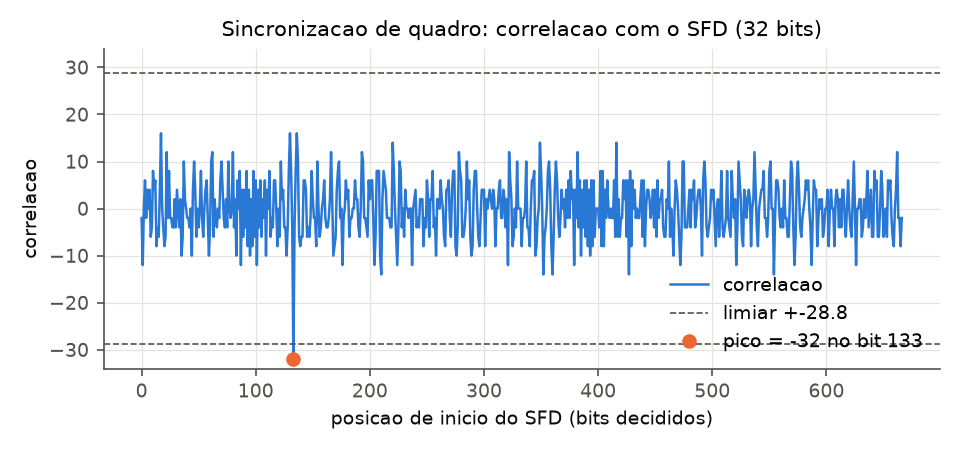 Sincronizacao de quadro: correlacao com o SFD (32 bits)
correlacao
30
20
10
0
−10
−20
−30
0
100
200
300
400
500
600
correlacao
limiar +-28.8
pico = -32 no bit 133
posicao de inicio do SFD (bits decididos)